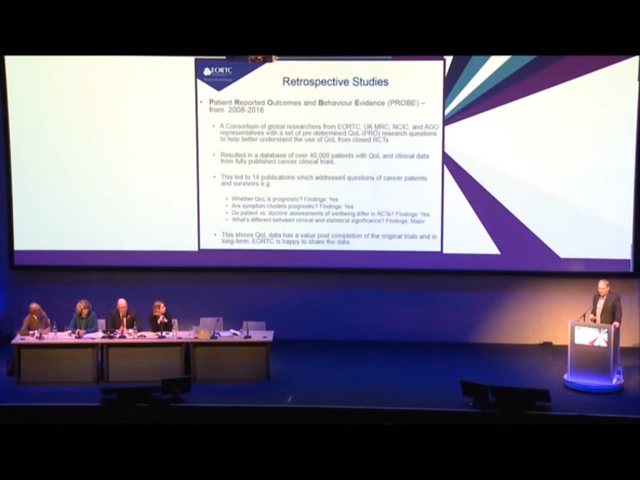 EORTC
Retrospective Studies
• Patient Reported Outcomes and Behaviour Evidence (PROBE) –
from 2008-2016
• A Consortium of global researchers from EORTC, UK MRC, NCIC, and AGO
representatives with a set of pre-determined QoL (PRO) research questions
to help better understand the use of QoL from closed RCTs
• Resulted in a database of over 40,000 patients with QoL and clinical data
from fully published cancer clinical trials.
• This led to 14 publications which addressed questions of cancer patients
and survivors e.g.
• Whether QoL is prognostic? Findings: Yes
• Are symptom clusters prognostic? Findings: Yes
• Do patient vs. doctors' assessments of wellbeing differ in RCTs? Findings: Yes
• What's different between clinical and statistical significance? Findings: Major
• This shows QoL data has a value post completion of the original trials and in
long-term. EORTC is happy to share the data.